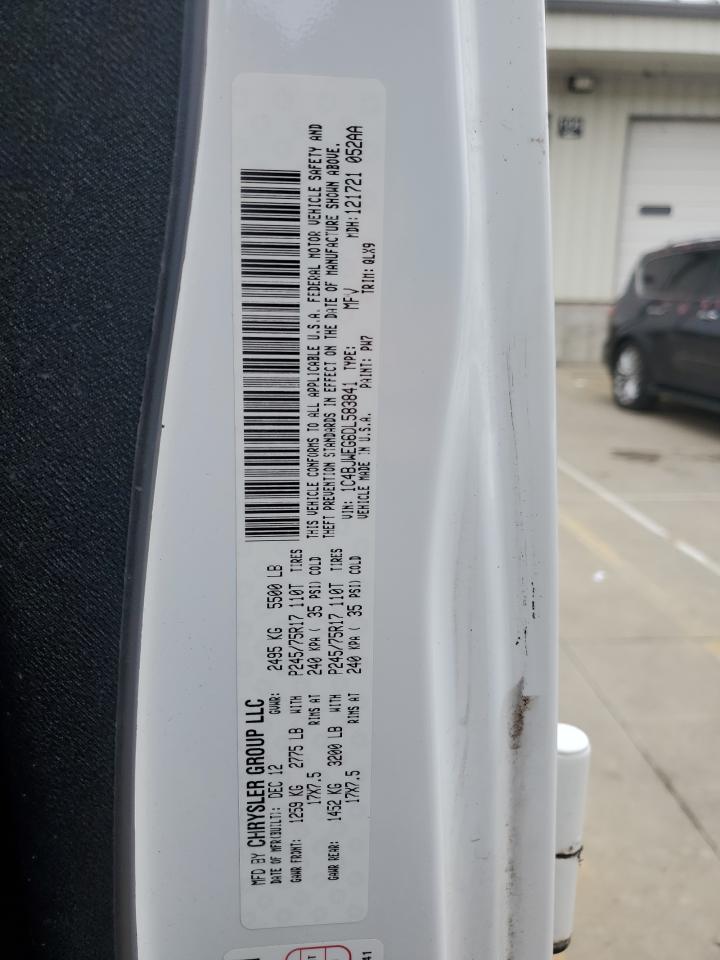 MFD BY CHRYSLER GROUP LLC
DATE OF MFR(BUILT): DEC 12 GVWR: 2495 KG 5500 LB
GAWR FRONT: 1259 KG 2775 LB WITH P245/75R17 110T TIRES
17X7.5 RIMS AT 240 KPA ( 35 PSI) COLD
GAWR REAR: 1452 KG 3200 LB WITH P245/75R17 110T TIRES
17X7.5 RIMS AT 240 KPA ( 35 PSI) COLD
THIS VEHICLE CONFORMS TO ALL APPLICABLE U.S.A. FEDERAL MOTOR VEHICLE SAFETY AND
THEFT PREVENTION STANDARDS IN EFFECT ON THE DATE OF MANUFACTURE SHOWN ABOVE.
VIN: 1C4BJWEG6DL583841 TYPE: MFV MDH: 121721 052AA
VEHICLE MADE IN U.S.A. PAINT: PW7 TRIM: QLX9
41